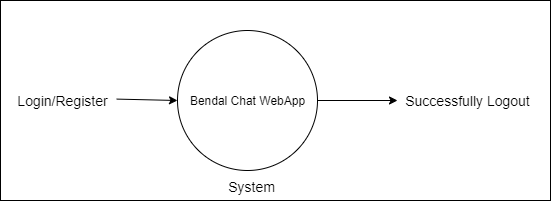 Login/Register
Bendal Chat WebApp
Successfully Logout
System